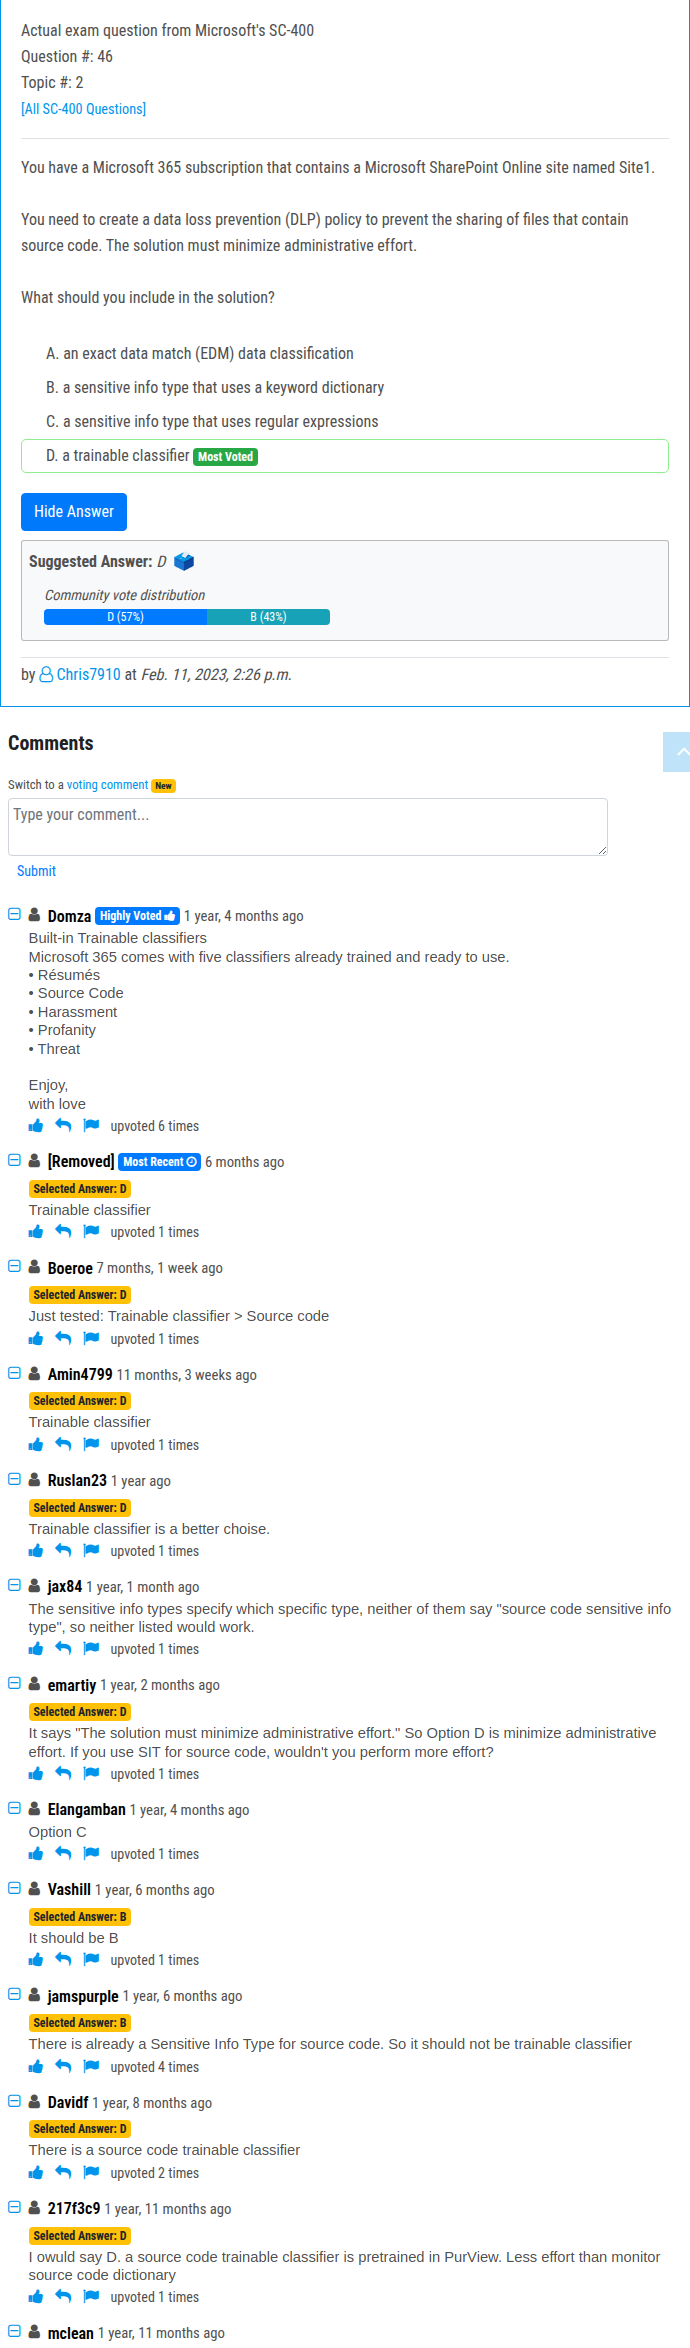 Actual exam question from Microsoft's SC-400
Question #: 46
Topic #: 2
[All SC-400 Questions]
You have a Microsoft 365 subscription that contains a Microsoft SharePoint Online site named Site1.
You need to create a data loss prevention (DLP) policy to prevent the sharing of files that contain
source code. The solution must minimize administrative effort.
What should you include in the solution?
A. an exact data match (EDM) data classification
B. a sensitive info type that uses a keyword dictionary
C. a sensitive info type that uses regular expressions
D. a trainable classifier Most Voted
Hide Answer
Suggested Answer: D
Community vote distribution
D (57%) B (43%)
by Chris7910 at Feb. 11, 2023, 2:26 p.m.
Comments
Switch to a voting comment New
Type your comment...
Submit
Domza Highly Voted 1 year, 4 months ago
Built-in Trainable classifiers
Microsoft 365 comes with five classifiers already trained and ready to use.
• Résumés
• Source Code
• Harassment
• Profanity
• Threat
Enjoy,
with love
upvoted 6 times
[Removed] Most Recent 6 months ago
Selected Answer: D
Trainable classifier
upvoted 1 times
Boeroe 7 months, 1 week ago
Selected Answer: D
Just tested: Trainable classifier > Source code
upvoted 1 times
Amin4799 11 months, 3 weeks ago
Selected Answer: D
Trainable classifier
upvoted 1 times
Ruslan23 1 year ago
Selected Answer: D
Trainable classifier is a better choise.
upvoted 1 times
jax84 1 year, 1 month ago
The sensitive info types specify which specific type, neither of them say "source code sensitive info
type", so neither listed would work.
upvoted 1 times
emartiy 1 year, 2 months ago
Selected Answer: D
It says "The solution must minimize administrative effort." So Option D is minimize administrative
effort. If you use SIT for source code, wouldn't you perform more effort?
upvoted 1 times
Elangamban 1 year, 4 months ago
Option C
upvoted 1 times
Vashill 1 year, 6 months ago
Selected Answer: B
It should be B
upvoted 1 times
jamspurple 1 year, 6 months ago
Selected Answer: B
There is already a Sensitive Info Type for source code. So it should not be trainable classifier
upvoted 4 times
Davidf 1 year, 8 months ago
Selected Answer: D
There is a source code trainable classifier
upvoted 2 times
217f3c9 1 year, 11 months ago
Selected Answer: D
I owuld say D. a source code trainable classifier is pretrained in PurView. Less effort than monitor
source code dictionary
upvoted 1 times
mclean 1 year, 11 months ago